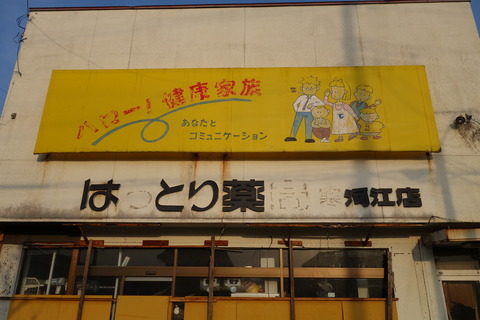 ハロー!健康家族
あなたと
コミュニケーション
はっとり薬局 寒河江店